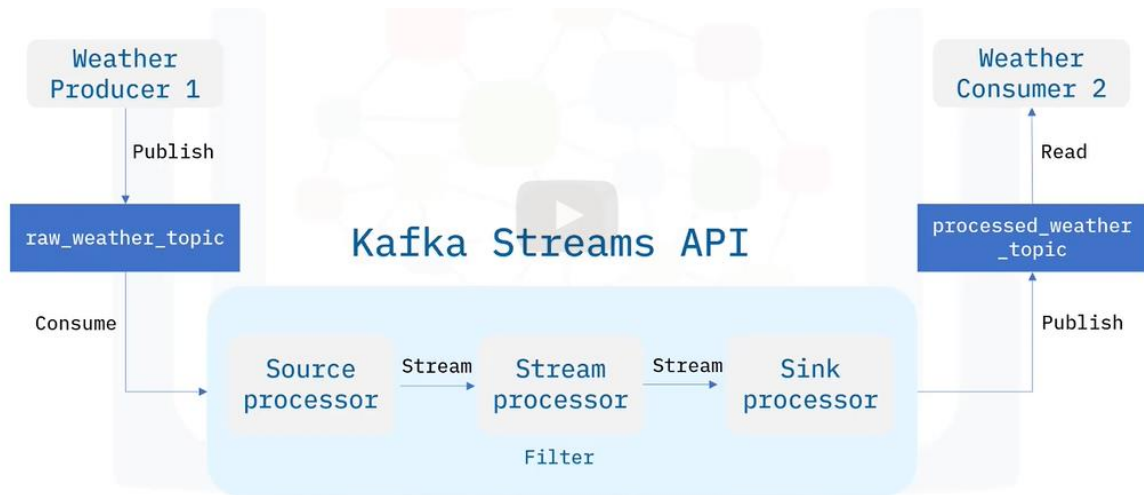 Weather
Producer 1
Publish
raw_weather_topic
Consume
Kafka Streams API
Source
processor
Stream
Stream
processor
Stream
Sink
processor
Filter
Weather
Consumer 2
Read
processed_weather
_topic
Publish